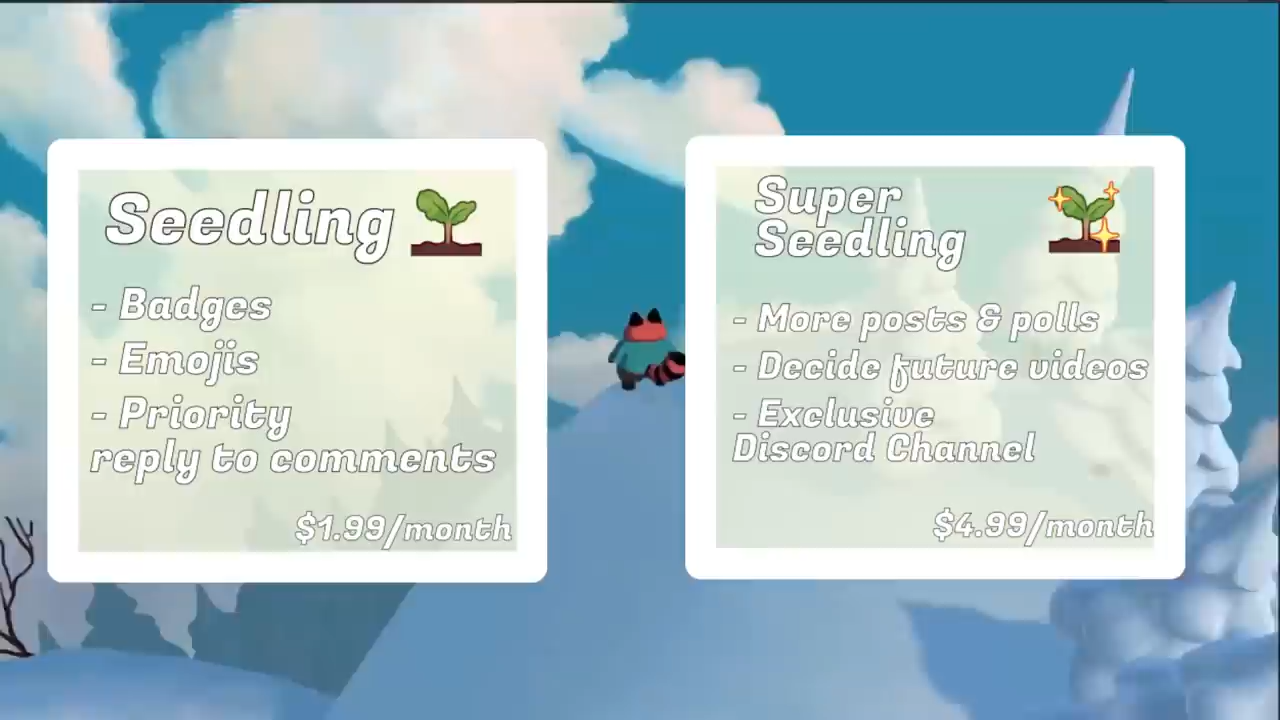 Seedling
- Badges
- Emojis
- Priority
reply to comments
$1.99/month
Super
Seedling
- More posts & polls
- Decide future videos
- Exclusive
Discord Channel
$4.99/month